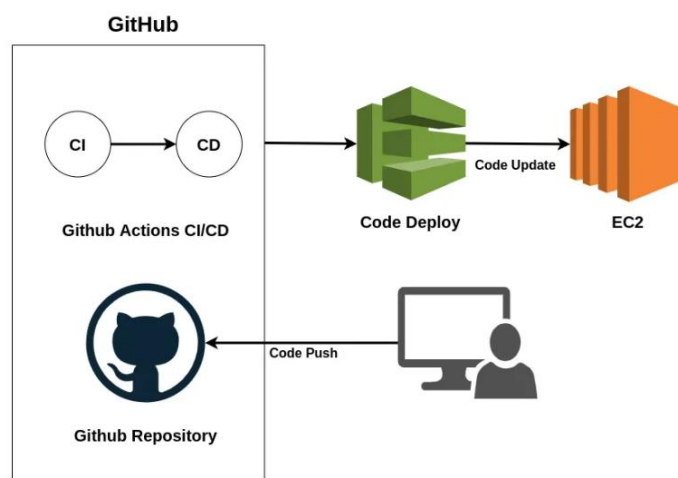 GitHub
CI
CD
Github Actions CI/CD
Code Deploy
Code Update
EC2
Code Push
Github Repository